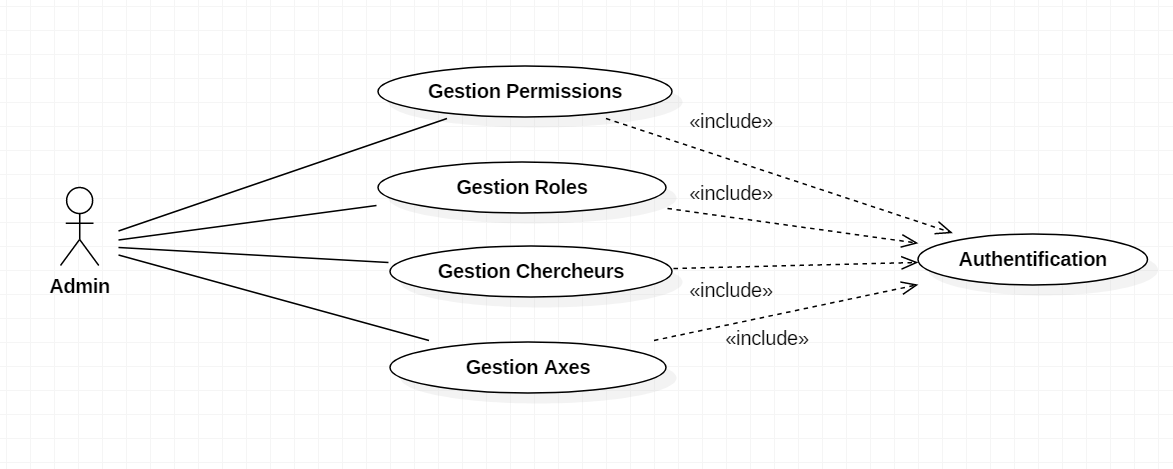 Gestion Permissions
«include»
Gestion Roles
«include»
Admin
Gestion Chercheurs
Authentification
«include»
«include»
Gestion Axes